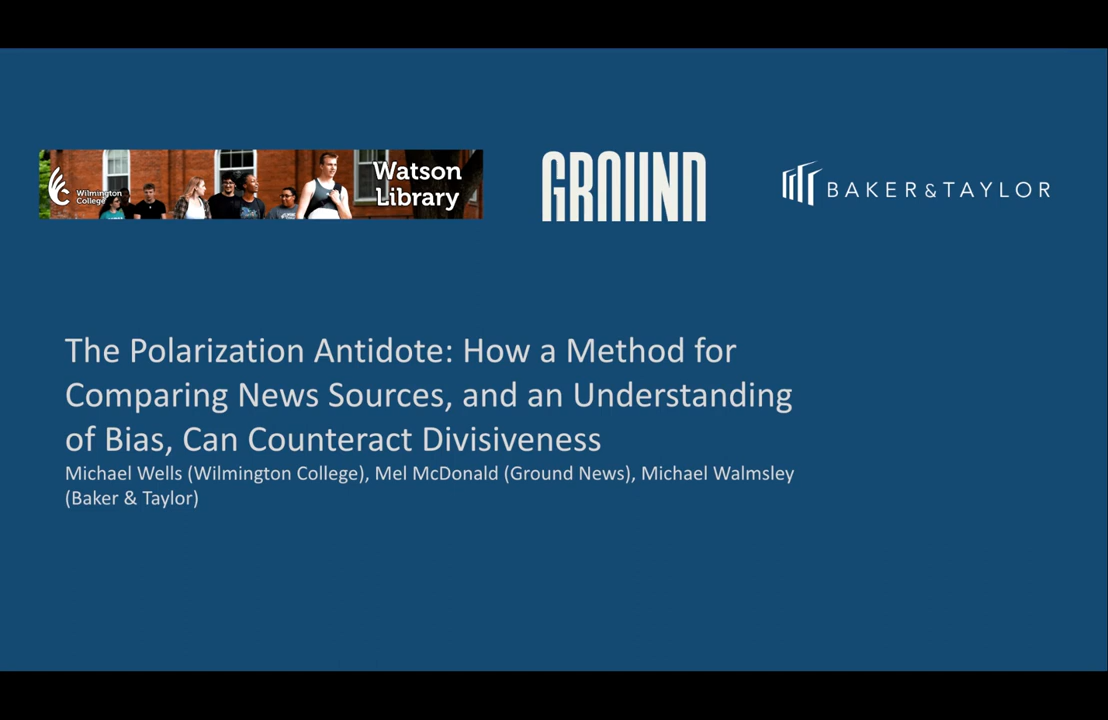 Wilmington
College
Watson
Library
GROUND
BAKER & TAYLOR
The Polarization Antidote: How a Method for
Comparing News Sources, and an Understanding
of Bias, Can Counteract Divisiveness
Michael Wells (Wilmington College), Mel McDonald (Ground News), Michael Walmsley
(Baker & Taylor)